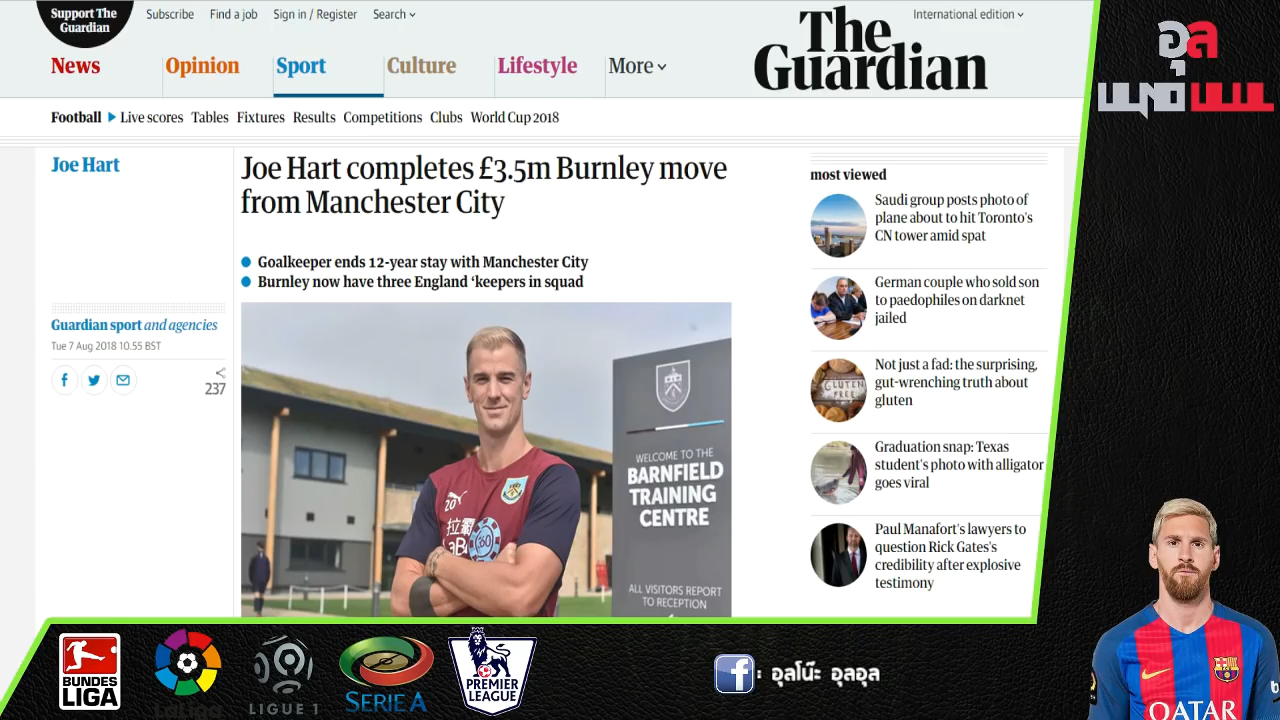 Support The
Guardian
Subscribe Find a job Sign in / Register Search
International edition
The
Guardian
News Opinion Sport Culture Lifestyle More
Football Live scores Tables Fixtures Results Competitions Clubs World Cup 2018
Joe Hart
Joe Hart completes £3.5m Burnley move
from Manchester City
Goalkeeper ends 12-year stay with Manchester City
Burnley now have three England ‘keepers in squad
Guardian sport and agencies
Tue 7 Aug 2018 10.55 BST
237
20
拉霸
LaBa
360
WELCOME TO THE
BARNFIELD
TRAINING
CENTRE
ALL VISITORS REPORT
TO RECEPTION
most viewed
Saudi group posts photo of
plane about to hit Toronto's
CN tower amid spat
German couple who sold son
to paedophiles on darknet
jailed
GLUTEN
FREE
Not just a fad: the surprising,
gut-wrenching truth about
gluten
Graduation snap: Texas
student's photo with alligator
goes viral
Paul Manafort's lawyers to
question Rick Gates's
credibility after explosive
testimony
BUNDES
LIGA
LaLiga
LIGUE 1
SERIE A
PREMIER
LEAGUE
f : อุลโน๊ะ อุลอุล
QATAR